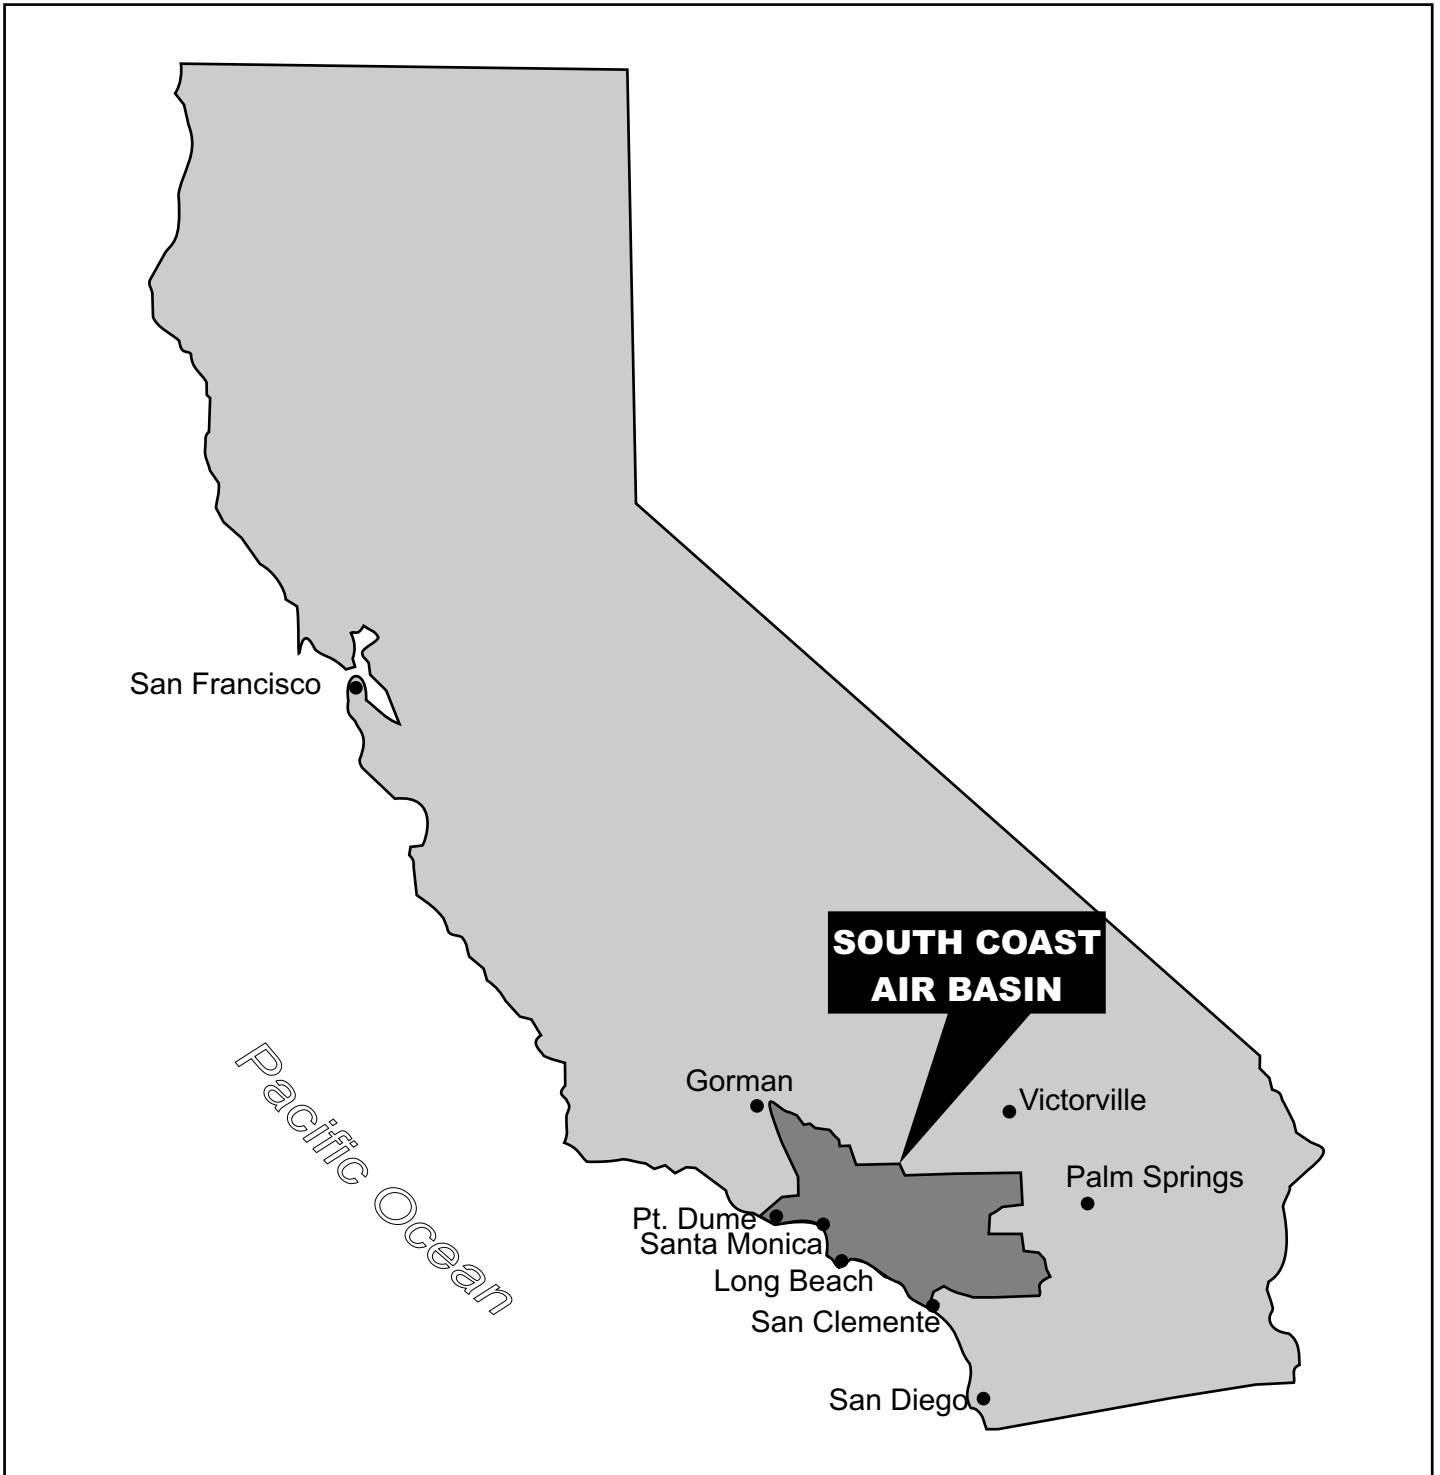 San Francisco
SOUTH COAST
AIR BASIN
Pacific Ocean
Gorman
Victorville
Palm Springs
Pt. Dume
Santa Monica
Long Beach
San Clemente
San Diego